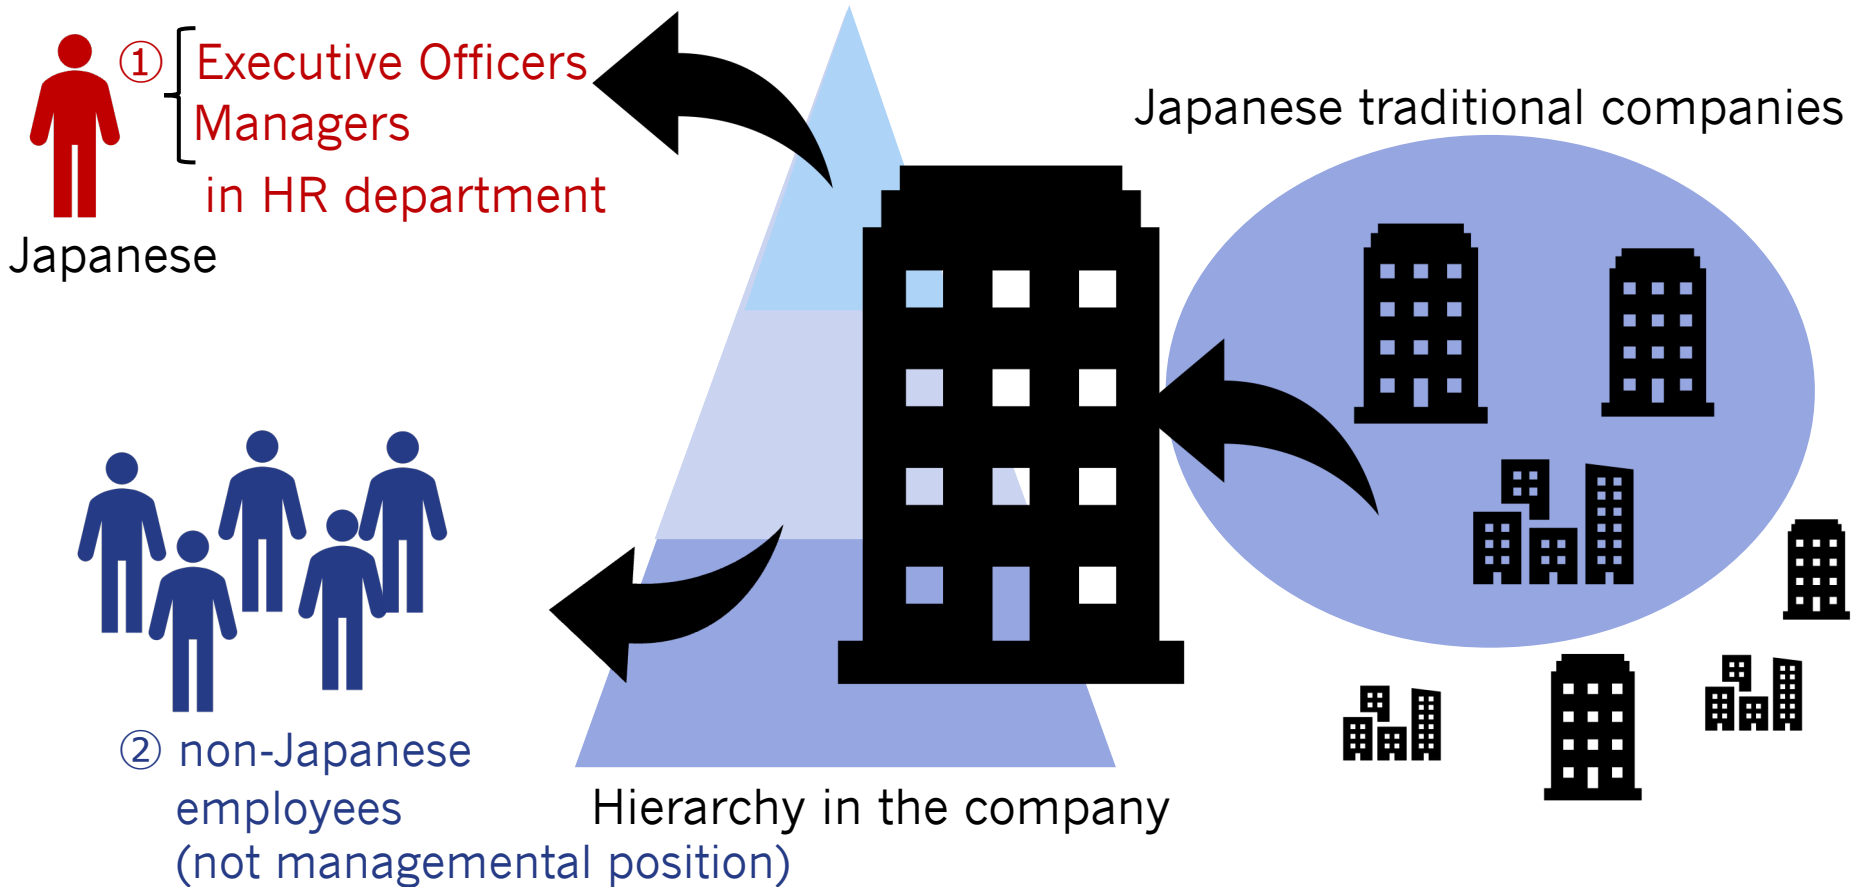 ① Executive Officers
Managers
in HR department
Japanese
Japanese traditional companies
② non-Japanese
employees
(not managemental position)
Hierarchy in the company